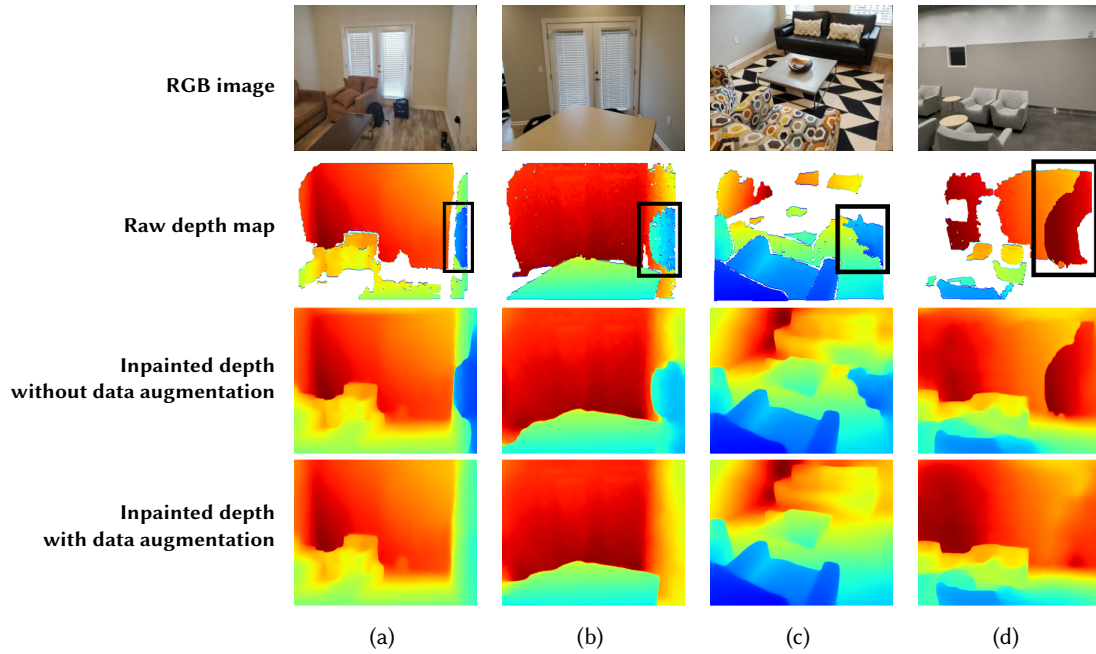 RGB image
Raw depth map
Inpainted depth
without data augmentation
Inpainted depth
with data augmentation
(a)
(b)
(c)
(d)